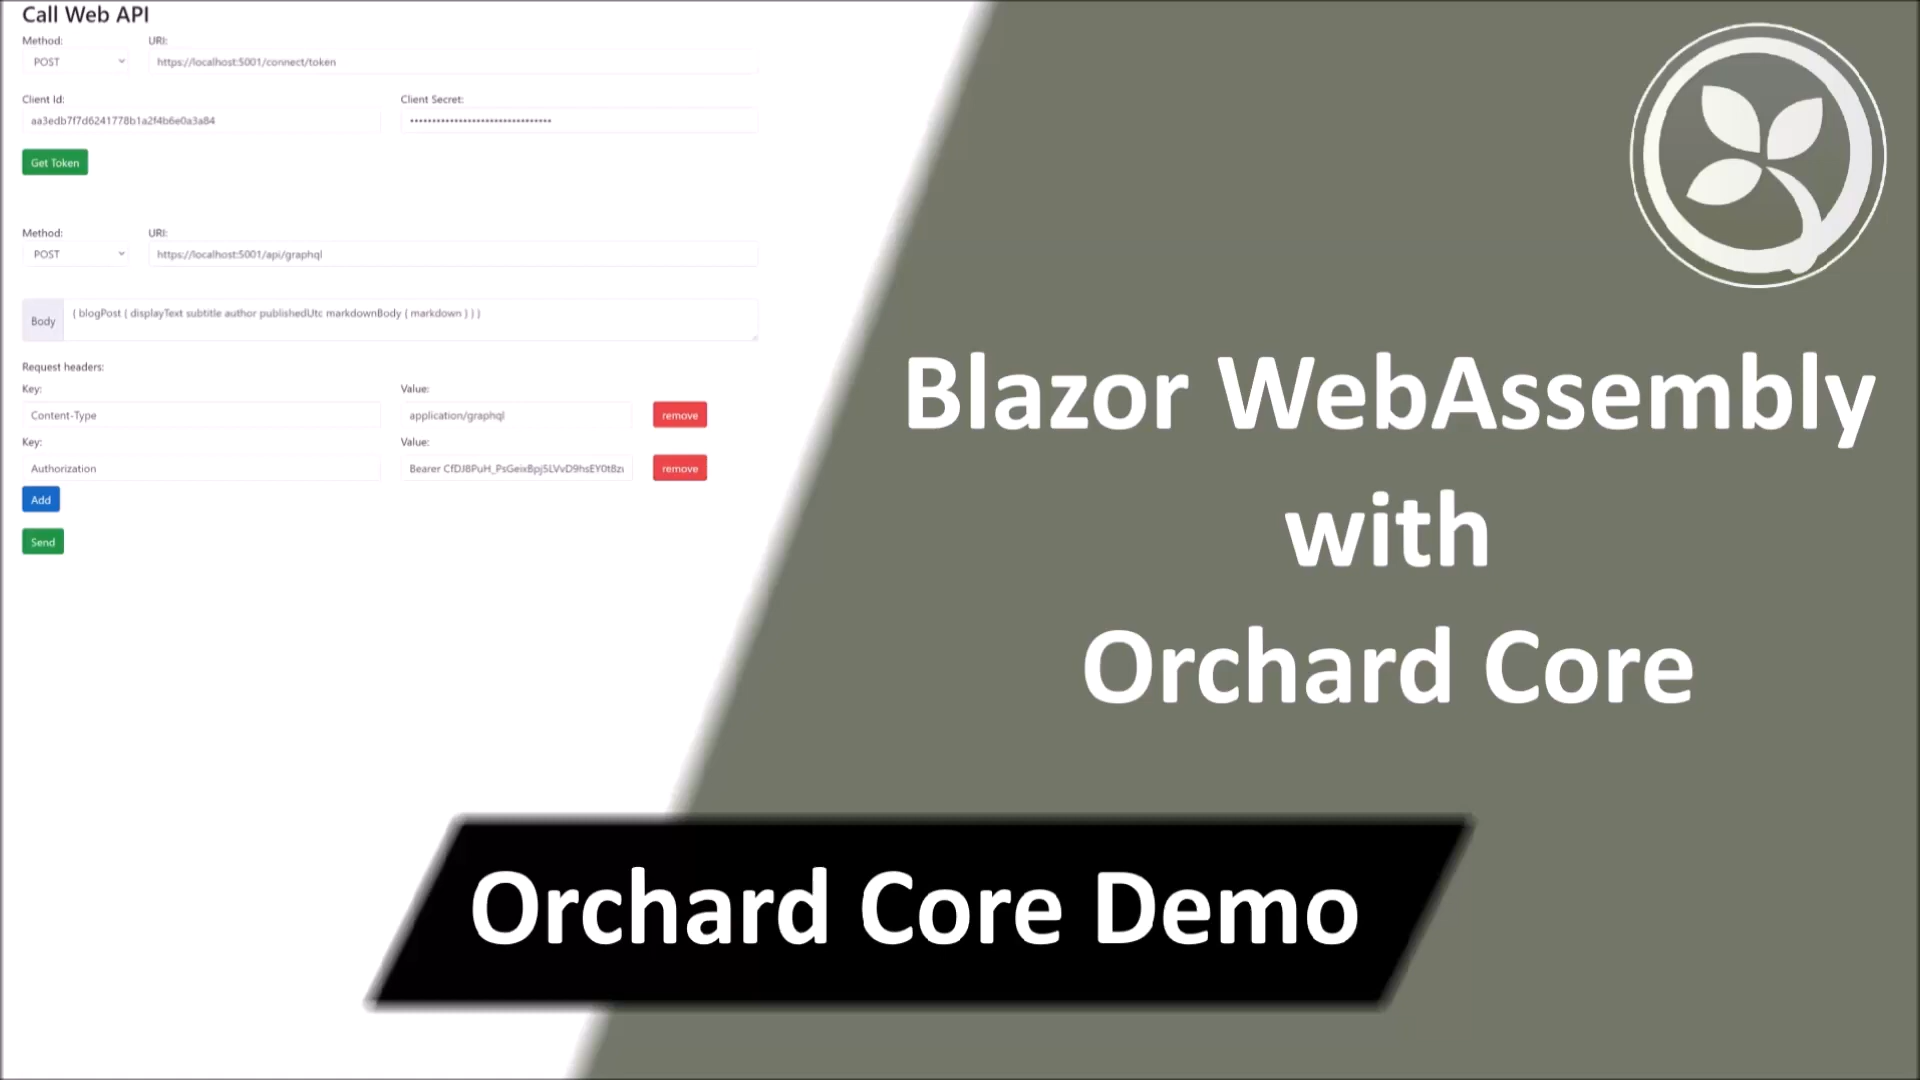 Call Web API
Method: URI:
POST https://localhost:5001/connect/token
Client Id: Client Secret:
aa3edb7f7d6241778b1a2f4b6e0a3a84 ••••••••••••••••••••••••••••••••
Get Token
Method: URI:
POST https://localhost:5001/api/graphql
Body { blogPost { displayText subtitle author publishedUtc markdownBody { markdown } } }
Request headers:
Key: Value:
Content-Type application/graphql remove
Key: Value:
Authorization Bearer CfDJ8PuH_PsGeixBpj5LVvD9hsEY0t8zu remove
Add
Send
Blazor WebAssembly
with
Orchard Core
Orchard Core Demo